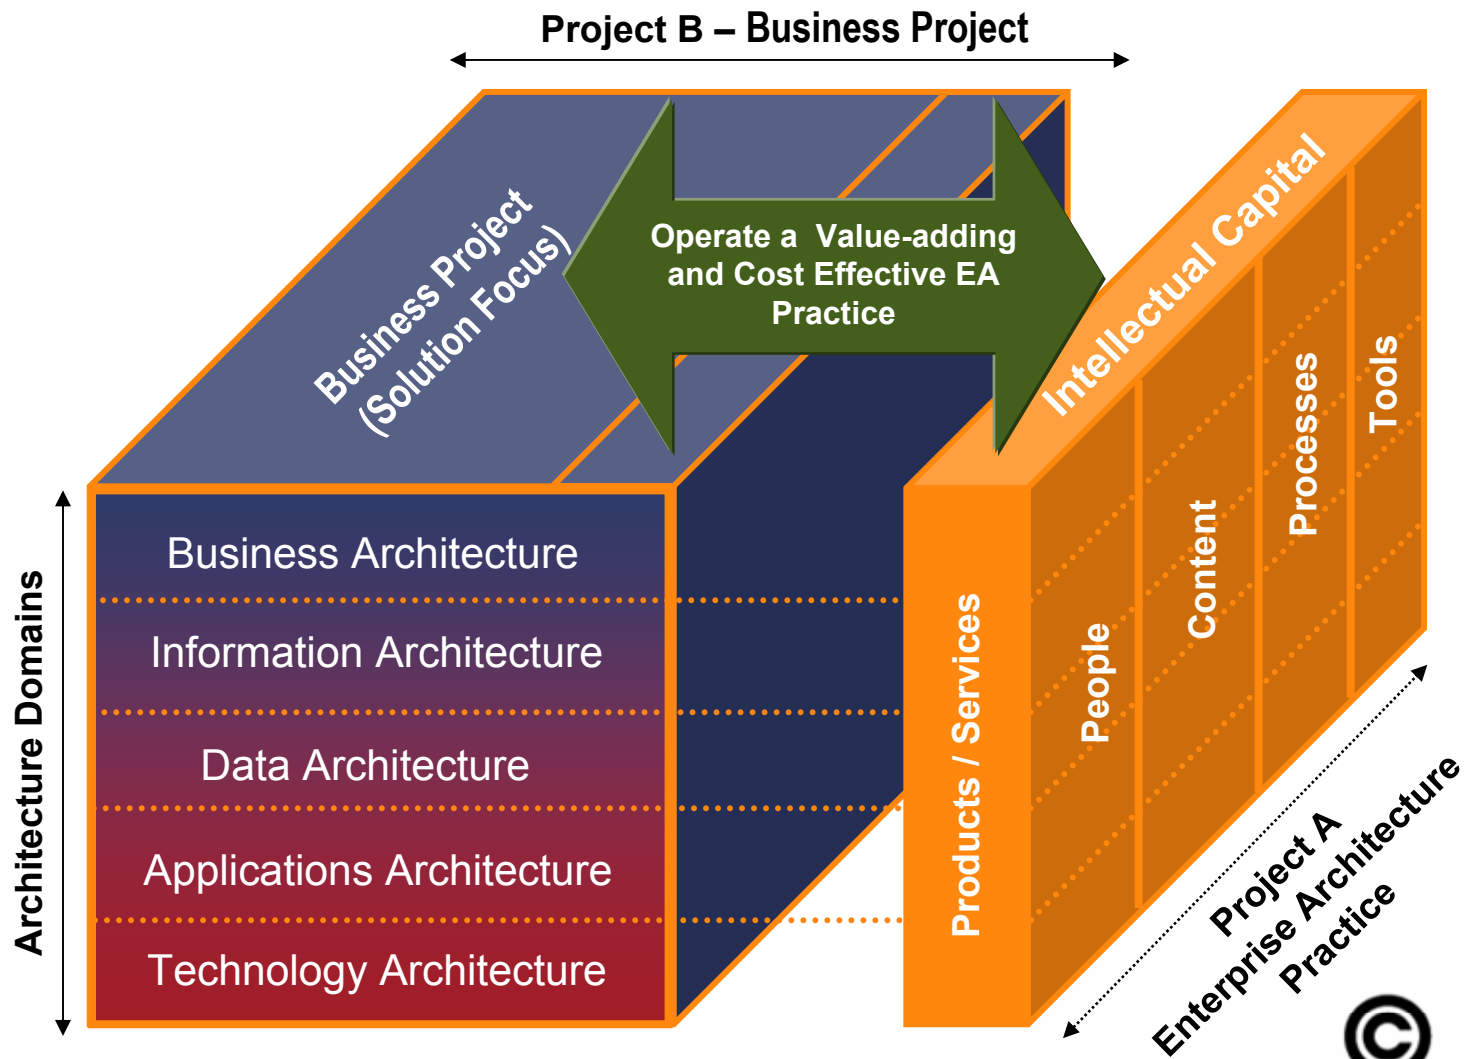 Project B – Business Project
Business Project
(Solution Focus)
Operate a Value-adding
and Cost Effective EA
Practice
Intellectual Capital
Architecture Domains
Business Architecture
Information Architecture
Data Architecture
Applications Architecture
Technology Architecture
Products / Services
People
Content
Processes
Tools
Project A
Enterprise Architecture
Practice
©